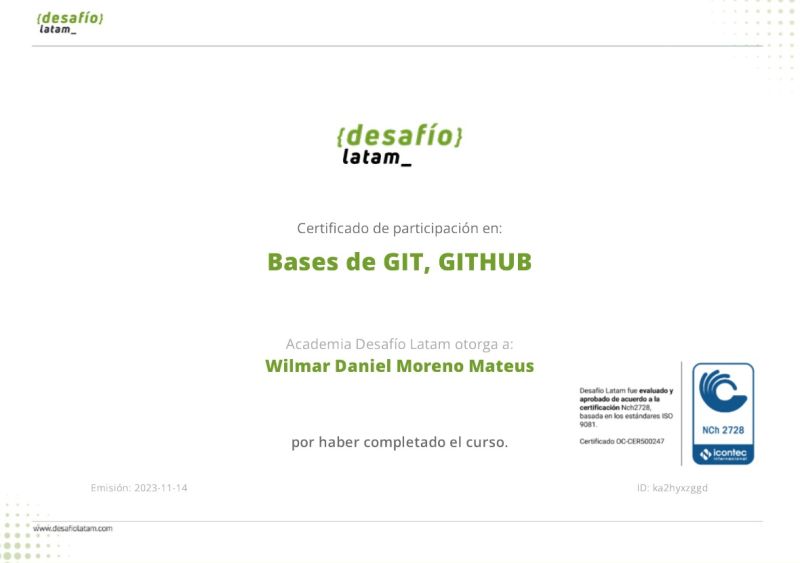 {desafío}
latam_
{desafío}
latam_
Certificado de participación en:
Bases de GIT, GITHUB
Academia Desafío Latam otorga a:
Wilmar Daniel Moreno Mateus
Desafío Latam fue evaluado y
aprobado de acuerdo a la
certificación Nch2728,
basada en los estándares ISO
9081.
Certificado OC-CER500247
NCh 2728
icontec
internacional
por haber completado el curso.
Emisión: 2023-11-14
ID: ka2hyxzggd
www.desafiolatam.com